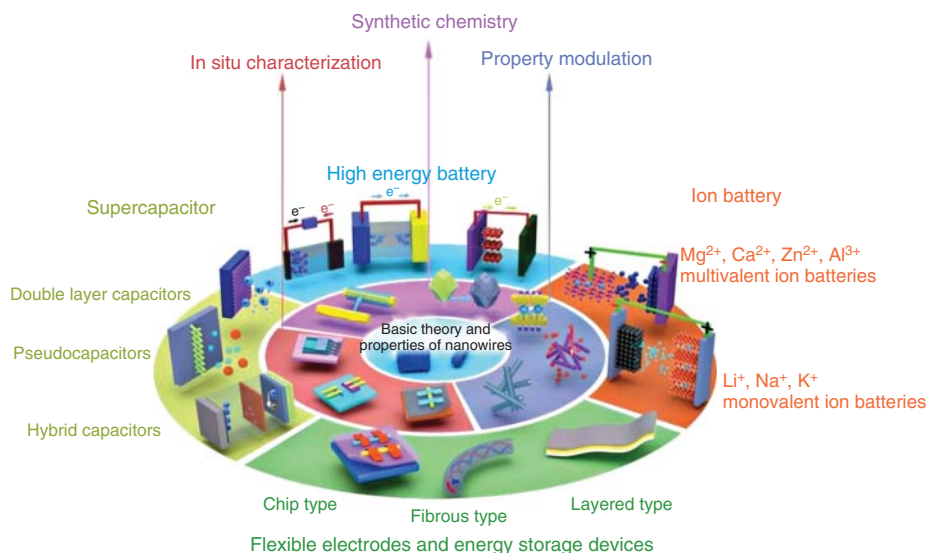 Synthetic chemistry
In situ characterization
Property modulation
High energy battery
e⁻
e⁻ e⁻
e⁻
Supercapacitor
Ion battery
Mg²⁺, Ca²⁺, Zn²⁺, Al³⁺
multivalent ion batteries
Double layer capacitors
Basic theory and
properties of nanowires
Pseudocapacitors
Li⁺, Na⁺, K⁺
monovalent ion batteries
Hybrid capacitors
Chip type
Fibrous type
Layered type
Flexible electrodes and energy storage devices